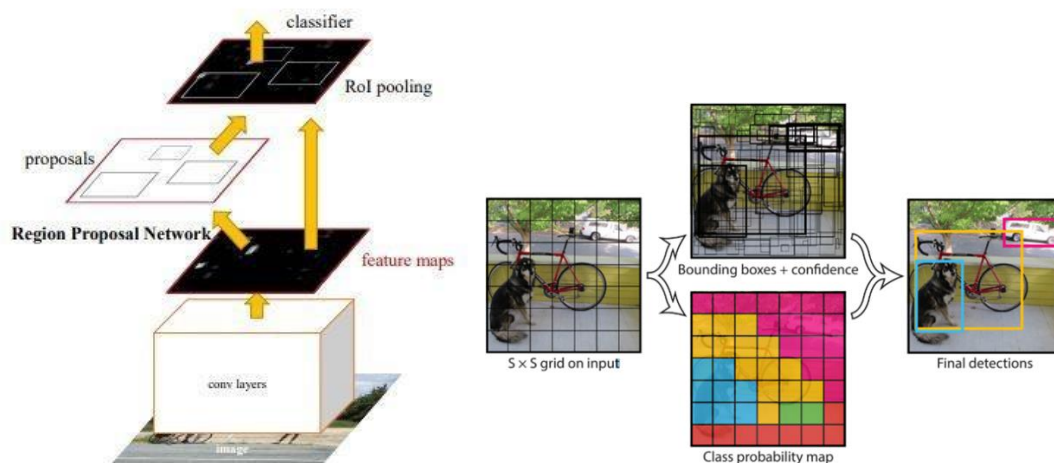 classifier
RoI pooling
proposals
Region Proposal Network
feature maps
conv layers
image
S × S grid on input
Bounding boxes + confidence
Class probability map
Final detections